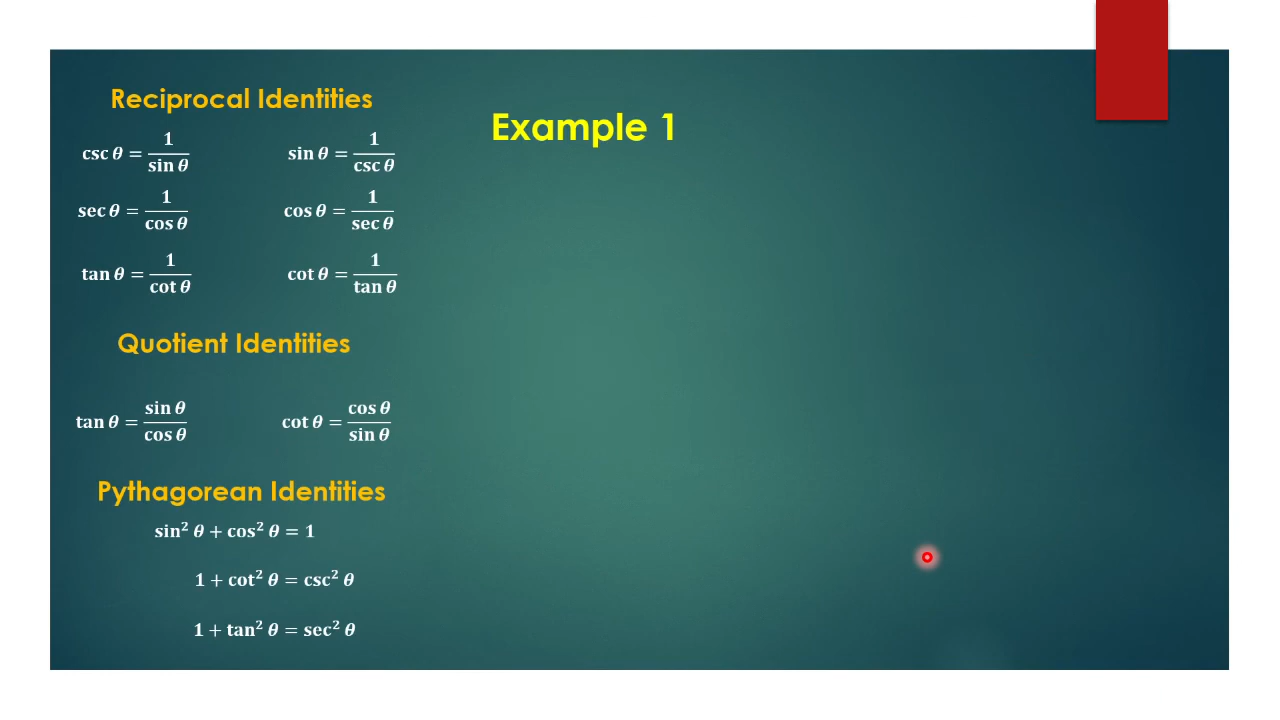 Reciprocal Identities
csc θ = 1/sin θ    sin θ = 1/csc θ
sec θ = 1/cos θ    cos θ = 1/sec θ
tan θ = 1/cot θ    cot θ = 1/tan θ
Quotient Identities
tan θ = sin θ/cos θ    cot θ = cos θ/sin θ
Pythagorean Identities
sin² θ + cos² θ = 1
1 + cot² θ = csc² θ
1 + tan² θ = sec² θ
Example 1